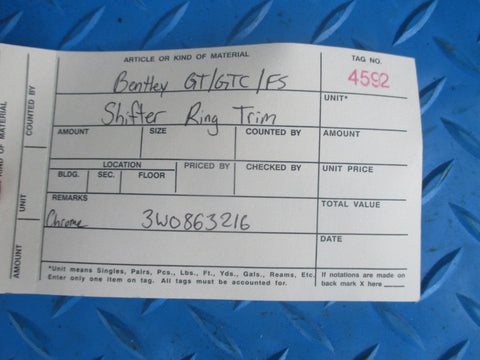 ARTICLE OR KIND OF MATERIAL
Bentley GT/GTC/FS
Shifter Ring Trim
TAG NO.
4592
UNIT*
AMOUNT SIZE COUNTED BY AMOUNT
LOCATION
BLDG. SEC. FLOOR
PRICED BY CHECKED BY UNIT PRICE
REMARKS
Chrome 3W0863216
TOTAL VALUE
DATE
*Unit means Singles, Pairs, Pcs., Lbs., Ft., Yds., Gals., Reams, Etc.
Enter only one item on tag. All tags must be accounted for.
If notations are made on
back mark X here
KIND OF MATERIAL
COUNTED BY
UNIT
AMOUNT